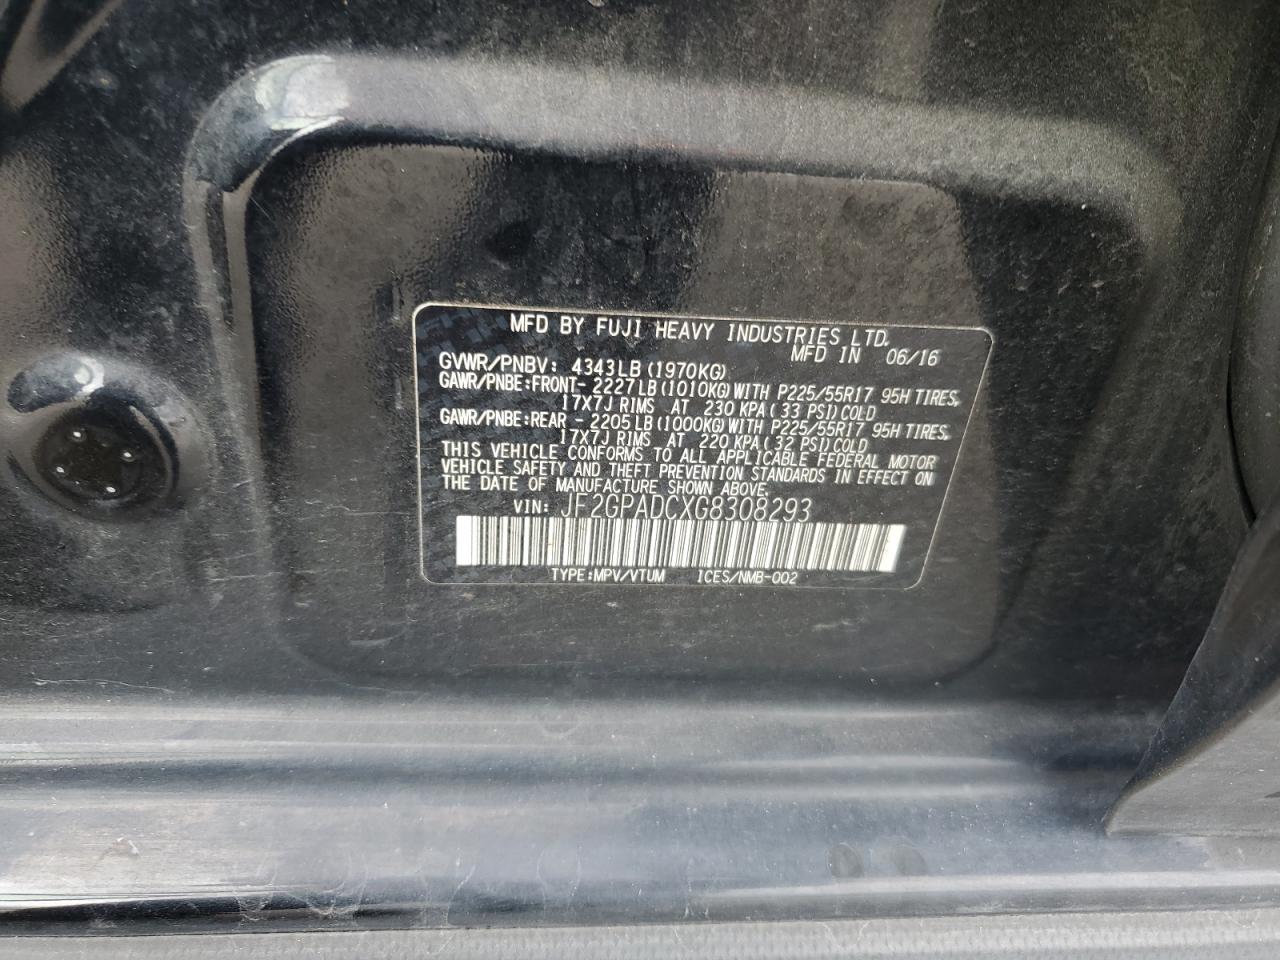 MFD BY FUJI HEAVY INDUSTRIES LTD.
MFD IN 06/16
GVWR/PNBV: 4343LB(1970KG)
GAWR/PNBE:FRONT- 2227LB(1010KG)WITH P225/55R17 95H TIRES,
17X7J RIMS AT 230 KPA(33 PSI)COLD
GAWR/PNBE:REAR - 2205LB(1000KG)WITH P225/55R17 95H TIRES,
17X7J RIMS AT 220 KPA(32 PSI)COLD
THIS VEHICLE CONFORMS TO ALL APPLICABLE FEDERAL MOTOR
VEHICLE SAFETY AND THEFT PREVENTION STANDARDS IN EFFECT ON
THE DATE OF MANUFACTURE SHOWN ABOVE.
VIN: JF2GPADCXG8308293
TYPE:MPV/VTUM ICES/NMB-002